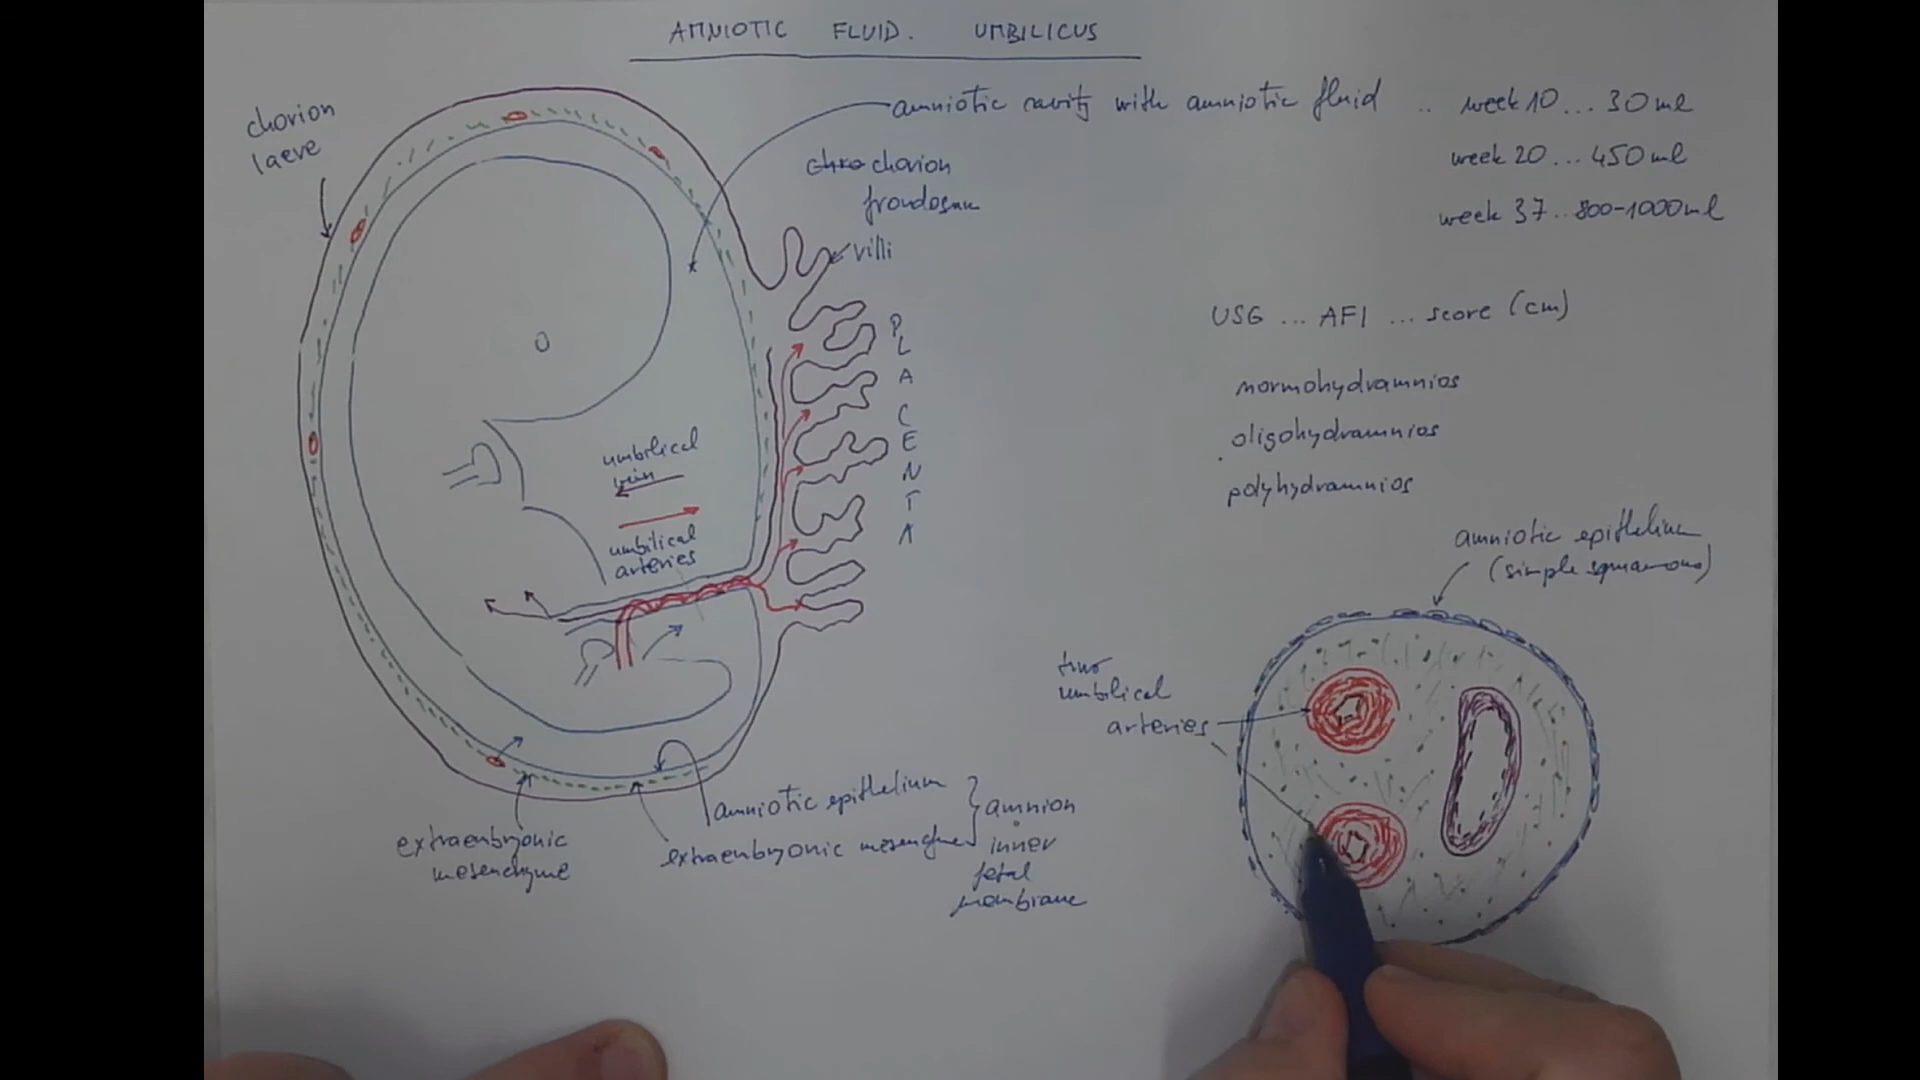 AMNIOTIC FLUID. UMBILICUS
chorion
laeve
amniotic cavity with amniotic fluid .. week 10 ... 30 ml
week 20 ... 450 ml
week 37 .. 800-1000 ml
chorion
frondosum
villi
PLACENTA
USG ... AFI ... score (cm)
normohydramnios
oligohydramnios
polyhydramnios
umbilical
vein
umbilical
arteries
amniotic epithelium
(simple squamous)
two
umbilical
arteries
extraembryonic
mesenchyme
amniotic epithelium
extraembryonic mesenchyme
amnion
inner
fetal
membrane